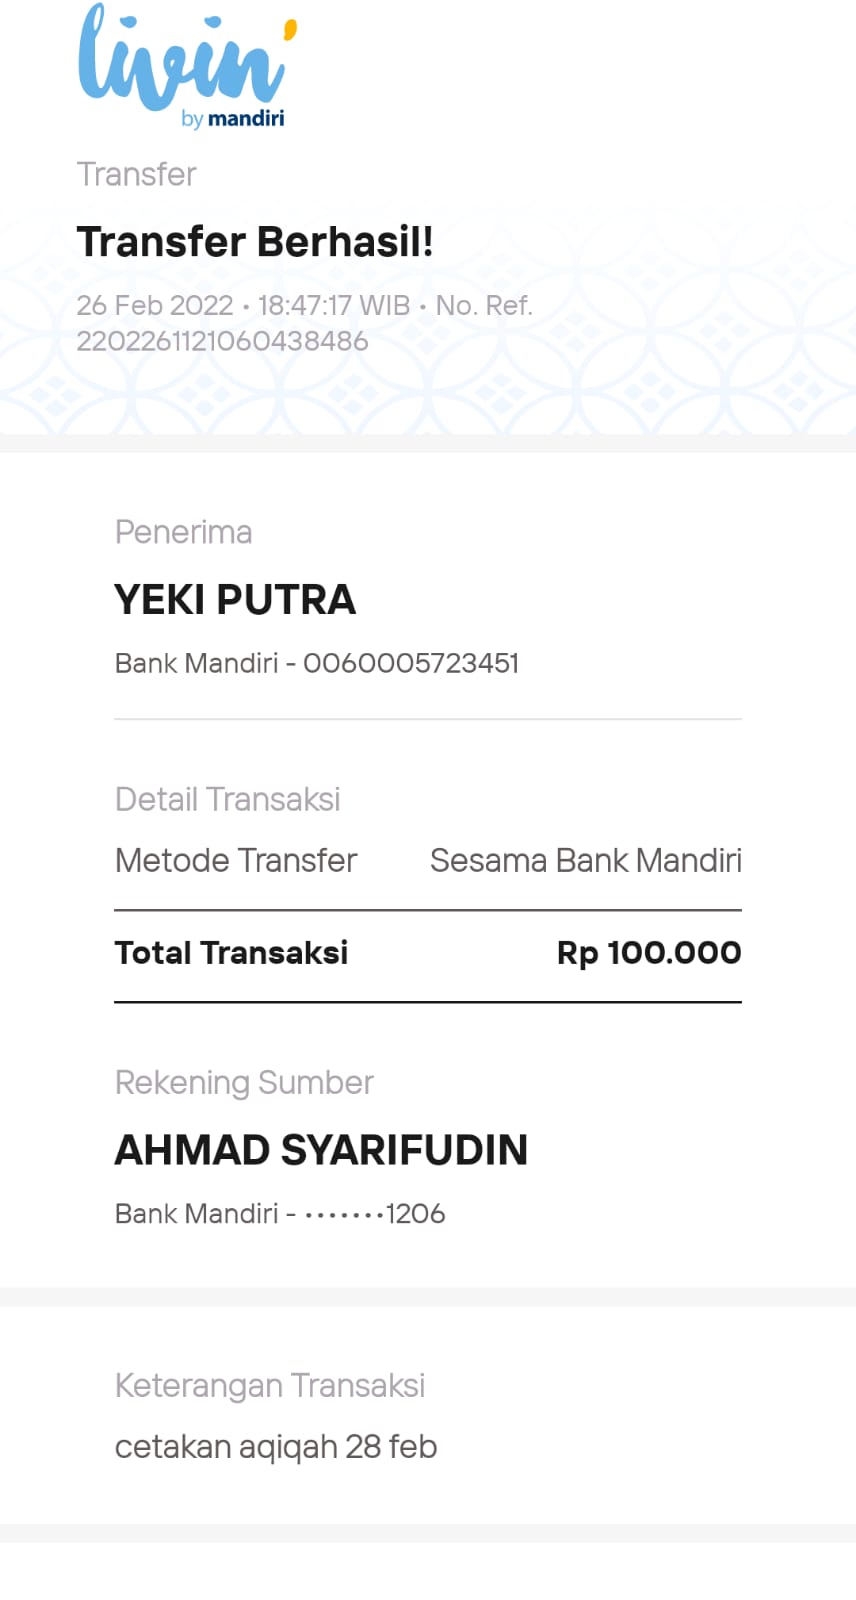 livin'
by mandiri
Transfer
Transfer Berhasil!
26 Feb 2022 • 18:47:17 WIB • No. Ref.
2202261121060438486
Penerima
YEKI PUTRA
Bank Mandiri - 0060005723451
Detail Transaksi
Metode Transfer Sesama Bank Mandiri
Total Transaksi Rp 100.000
Rekening Sumber
AHMAD SYARIFUDIN
Bank Mandiri - •••••••1206
Keterangan Transaksi
cetakan aqiqah 28 feb